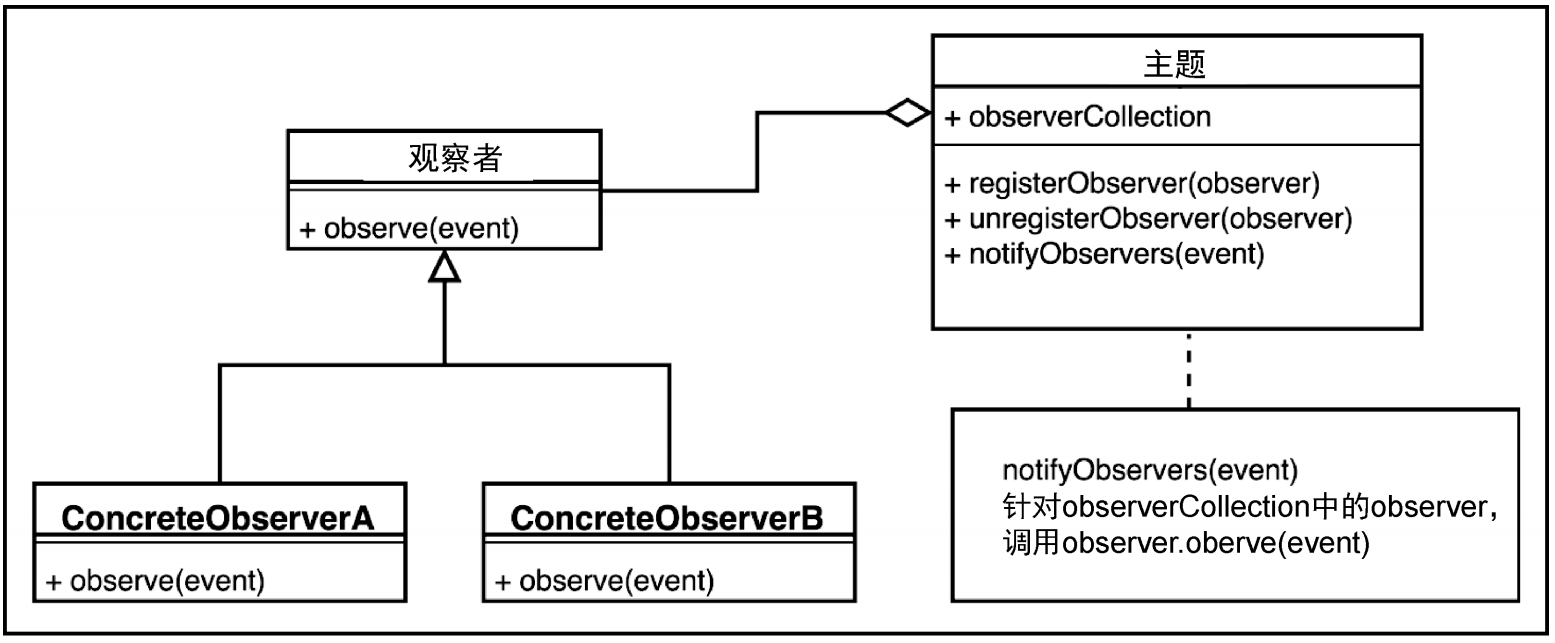 主题
+ observerCollection
+ registerObserver(observer)
+ unregisterObserver(observer)
+ notifyObservers(event)
观察者
+ observe(event)
ConcreteObserverA
+ observe(event)
ConcreteObserverB
+ observe(event)
notifyObservers(event)
针对observerCollection中的observer，
调用observer.oberve(event)